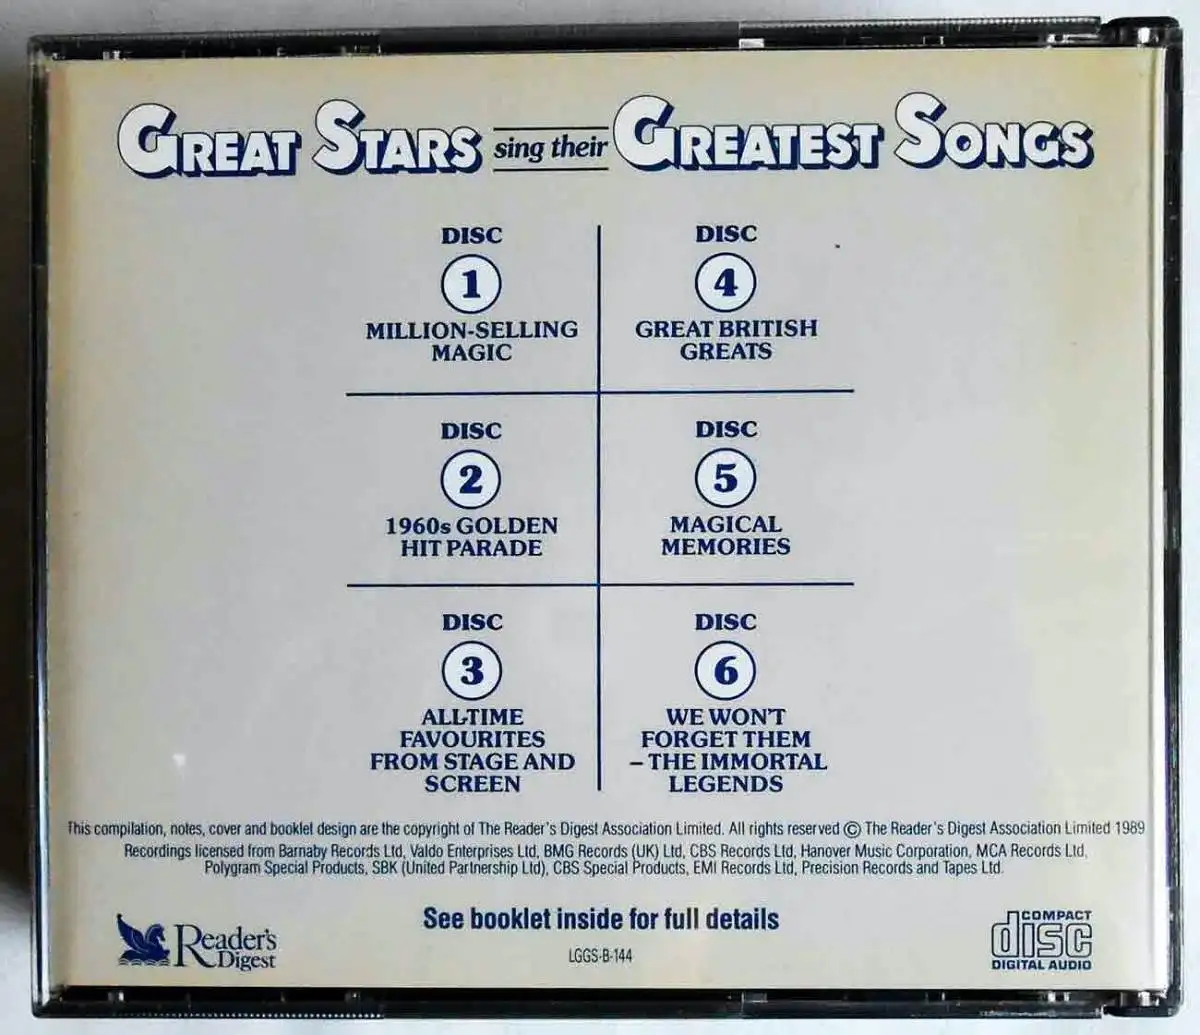 GREAT STARS sing their GREATEST SONGS
DISC
1
MILLION-SELLING
MAGIC
DISC
4
GREAT BRITISH
GREATS
DISC
2
1960s GOLDEN
HIT PARADE
DISC
5
MAGICAL
MEMORIES
DISC
3
ALL-TIME
FAVOURITES
FROM STAGE AND
SCREEN
DISC
6
WE WON'T
FORGET THEM
– THE IMMORTAL
LEGENDS
This compilation, notes, cover and booklet design are the copyright of The Reader's Digest Association Limited. All rights reserved © The Reader's Digest Association Limited 1989
Recordings licensed from Barnaby Records Ltd, Valdo Enterprises Ltd, BMG Records (UK) Ltd, CBS Records Ltd, Hanover Music Corporation, MCA Records Ltd,
Polygram Special Products, SBK (United Partnership Ltd), CBS Special Products, EMI Records Ltd, Precision Records and Tapes Ltd.
See booklet inside for full details
Reader's
Digest
LGGS-B-144
COMPACT
disc
DIGITAL AUDIO